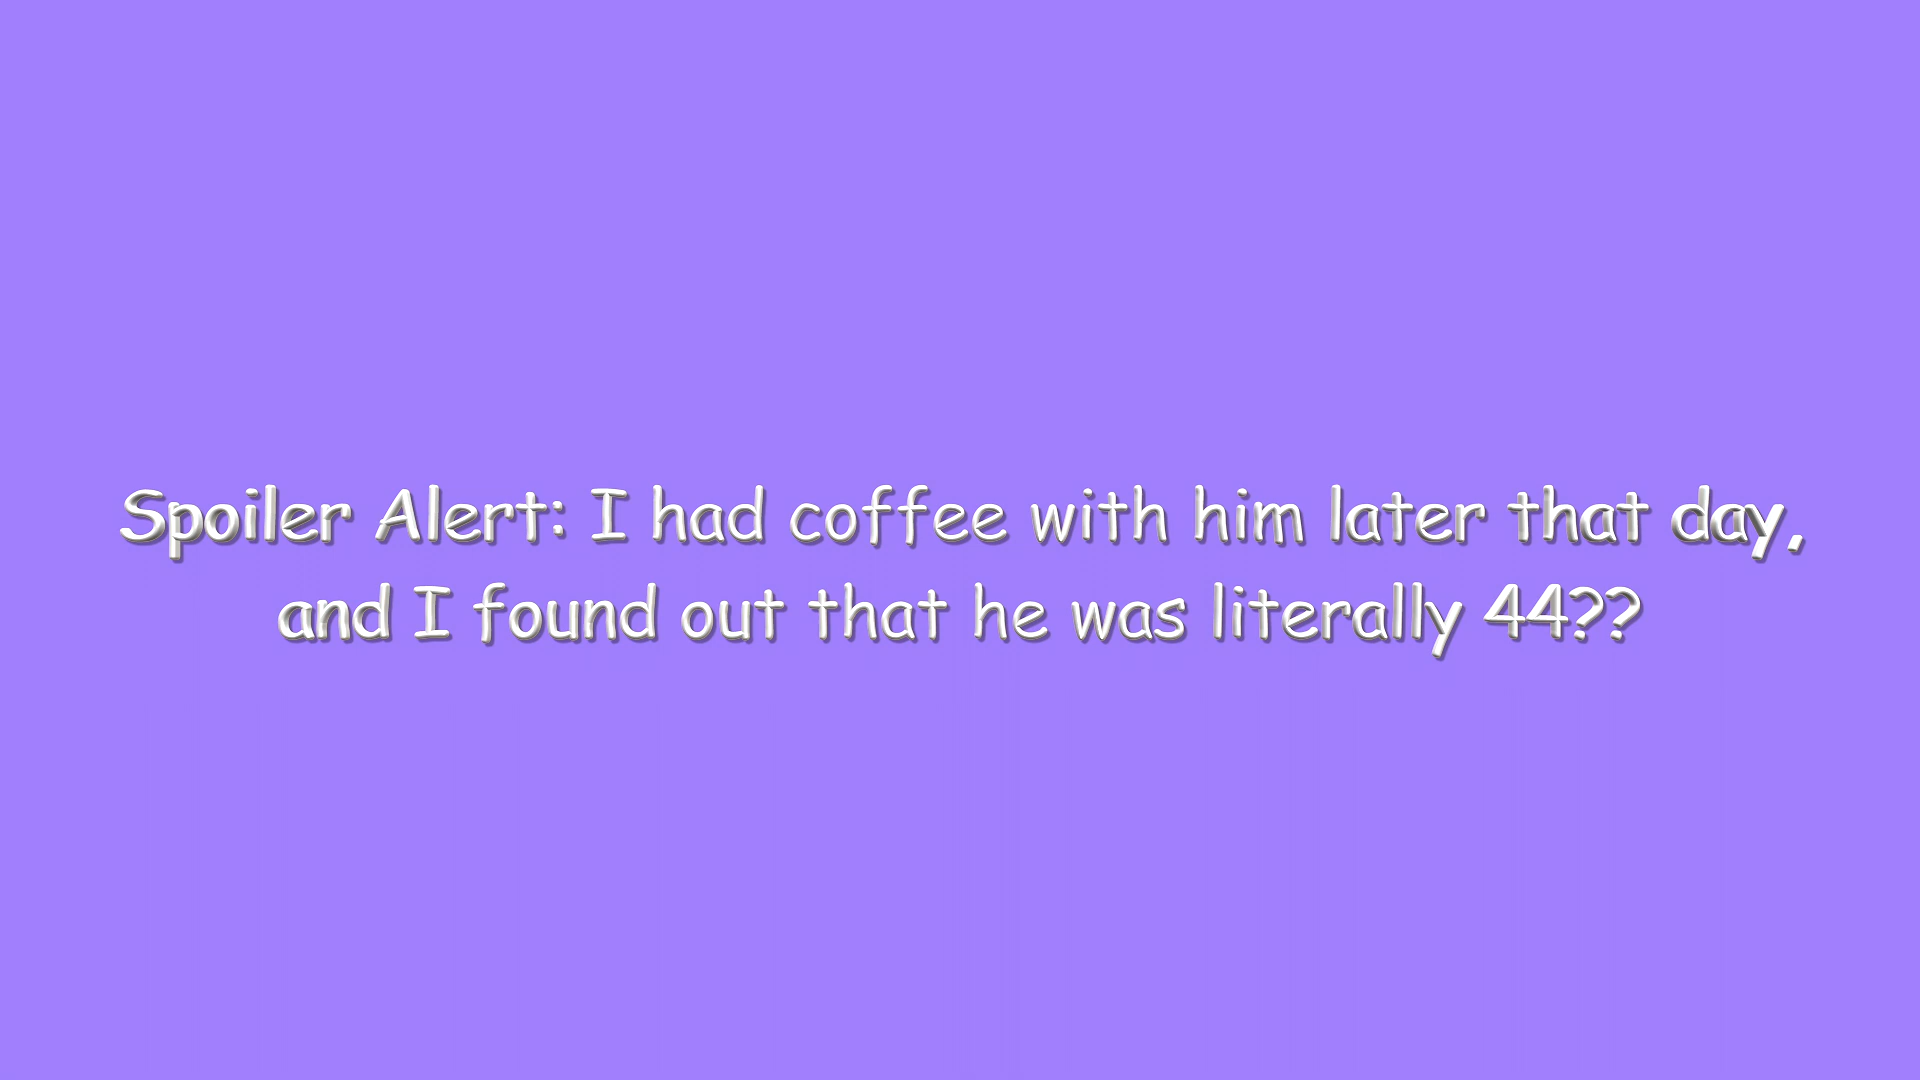 Spoiler Alert: I had coffee with him later that day,
and I found out that he was literally 44??